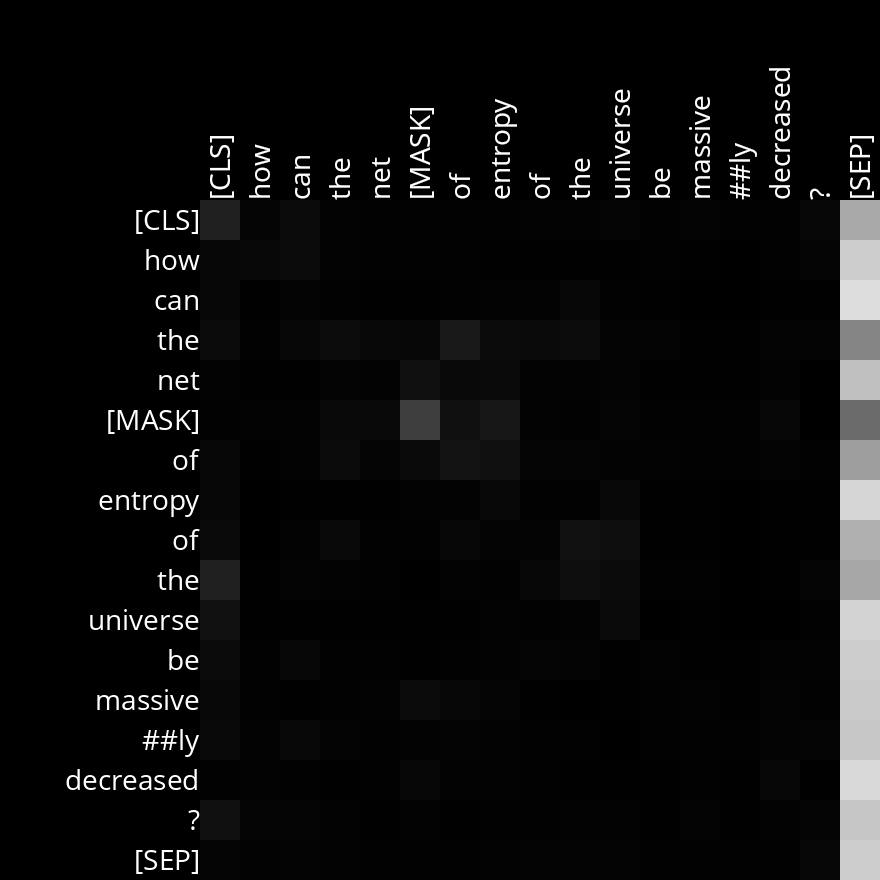 [CLS] how can the net [MASK] of entropy of the universe be massive ##ly decreased ? [SEP]
[CLS]
how
can
the
net
[MASK]
of
entropy
of
the
universe
be
massive
##ly
decreased
?
[SEP]